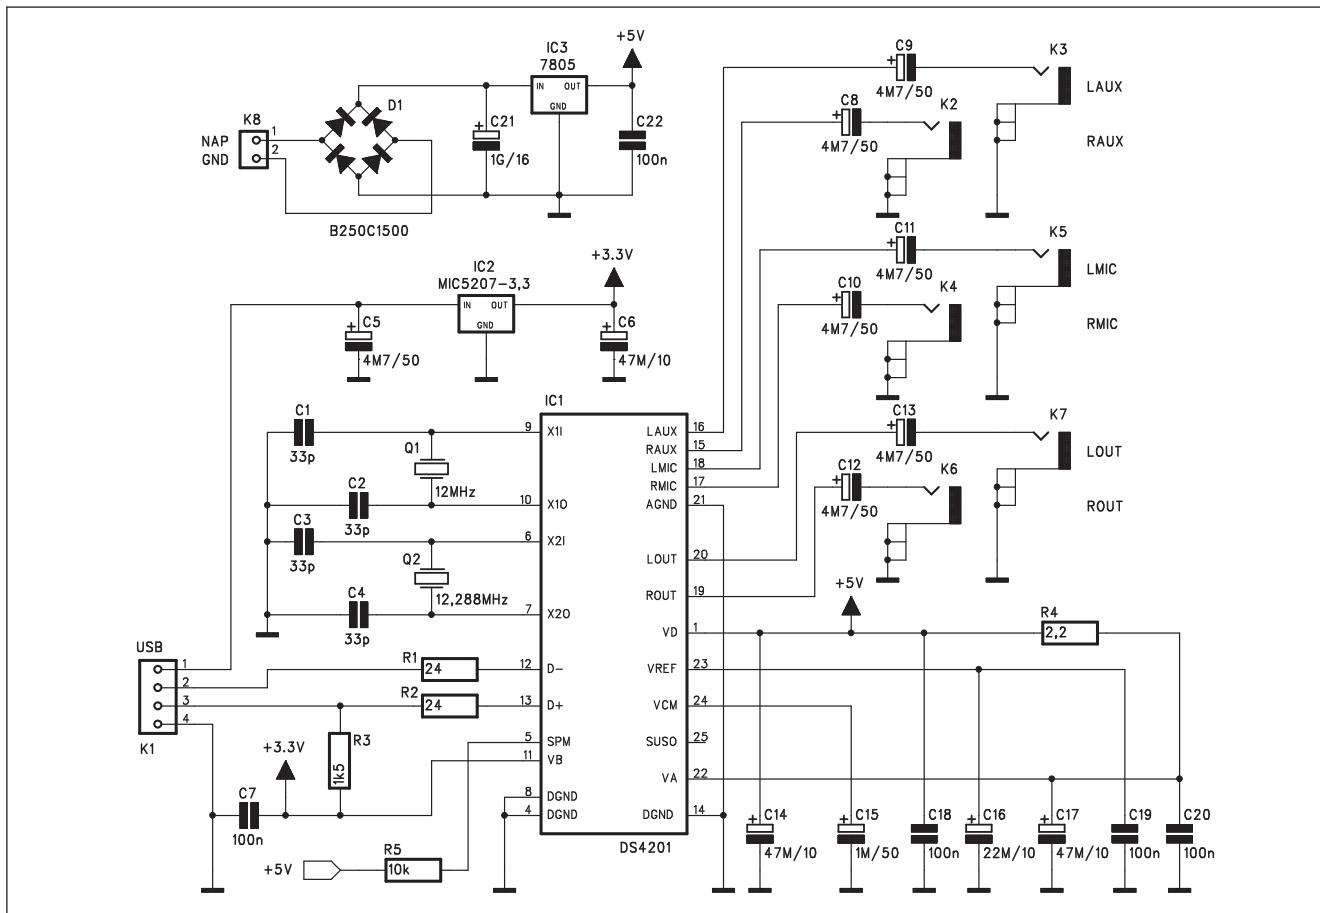 +5V
IC3
7805
IN OUT
GND
D1
K8
NAP
GND
1
2
C21
1G/16
C22
100n
B250C1500
C9
4M7/50
K3
LAUX
RAUX
C8
4M7/50
K2
C11
4M7/50
K5
LMIC
RMIC
C10
4M7/50
K4
C13
4M7/50
K7
LOUT
ROUT
C12
4M7/50
K6
+3.3V
IC2
MIC5207-3,3
IN OUT
GND
C5
4M7/50
C6
47M/10
IC1
C1
33p
Q1
12MHz
C2
33p
C3
33p
Q2
12,288MHz
C4
33p
9 X1I
10 X1O
6 X2I
7 X2O
12 D-
13 D+
5 SPM
11 VB
8 DGND
4 DGND
LAUX 16
RAUX 15
LMIC 18
RMIC 17
AGND 21
LOUT 20
ROUT 19
VD 1
VREF 23
VCM 24
SUSO 25
VA 22
DGND 14
DS4201
USB
1
2
3
4
K1
R1
24
R2
24
R3
1k5
+3.3V
C7
100n
+5V
R5
10k
+5V
R4
2,2
C14
47M/10
C15
1M/50
C18
100n
C16
22M/10
C17
47M/10
C19
100n
C20
100n